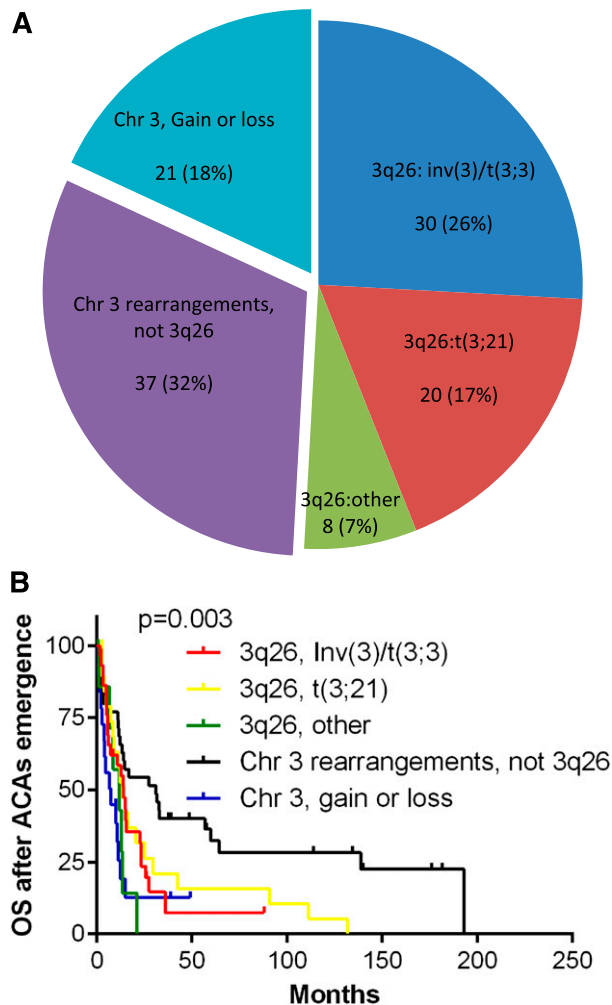 A
Chr 3, Gain or loss
21 (18%)
3q26: inv(3)/t(3;3)
30 (26%)
Chr 3 rearrangements,
not 3q26
37 (32%)
3q26:t(3;21)
20 (17%)
3q26:other
8 (7%)
B
OS after ACAs emergence
p=0.003
3q26, Inv(3)/t(3;3)
3q26, t(3;21)
3q26, other
Chr 3 rearrangements, not 3q26
Chr 3, gain or loss
100
75
50
25
0
0 50 100 150 200 250
Months